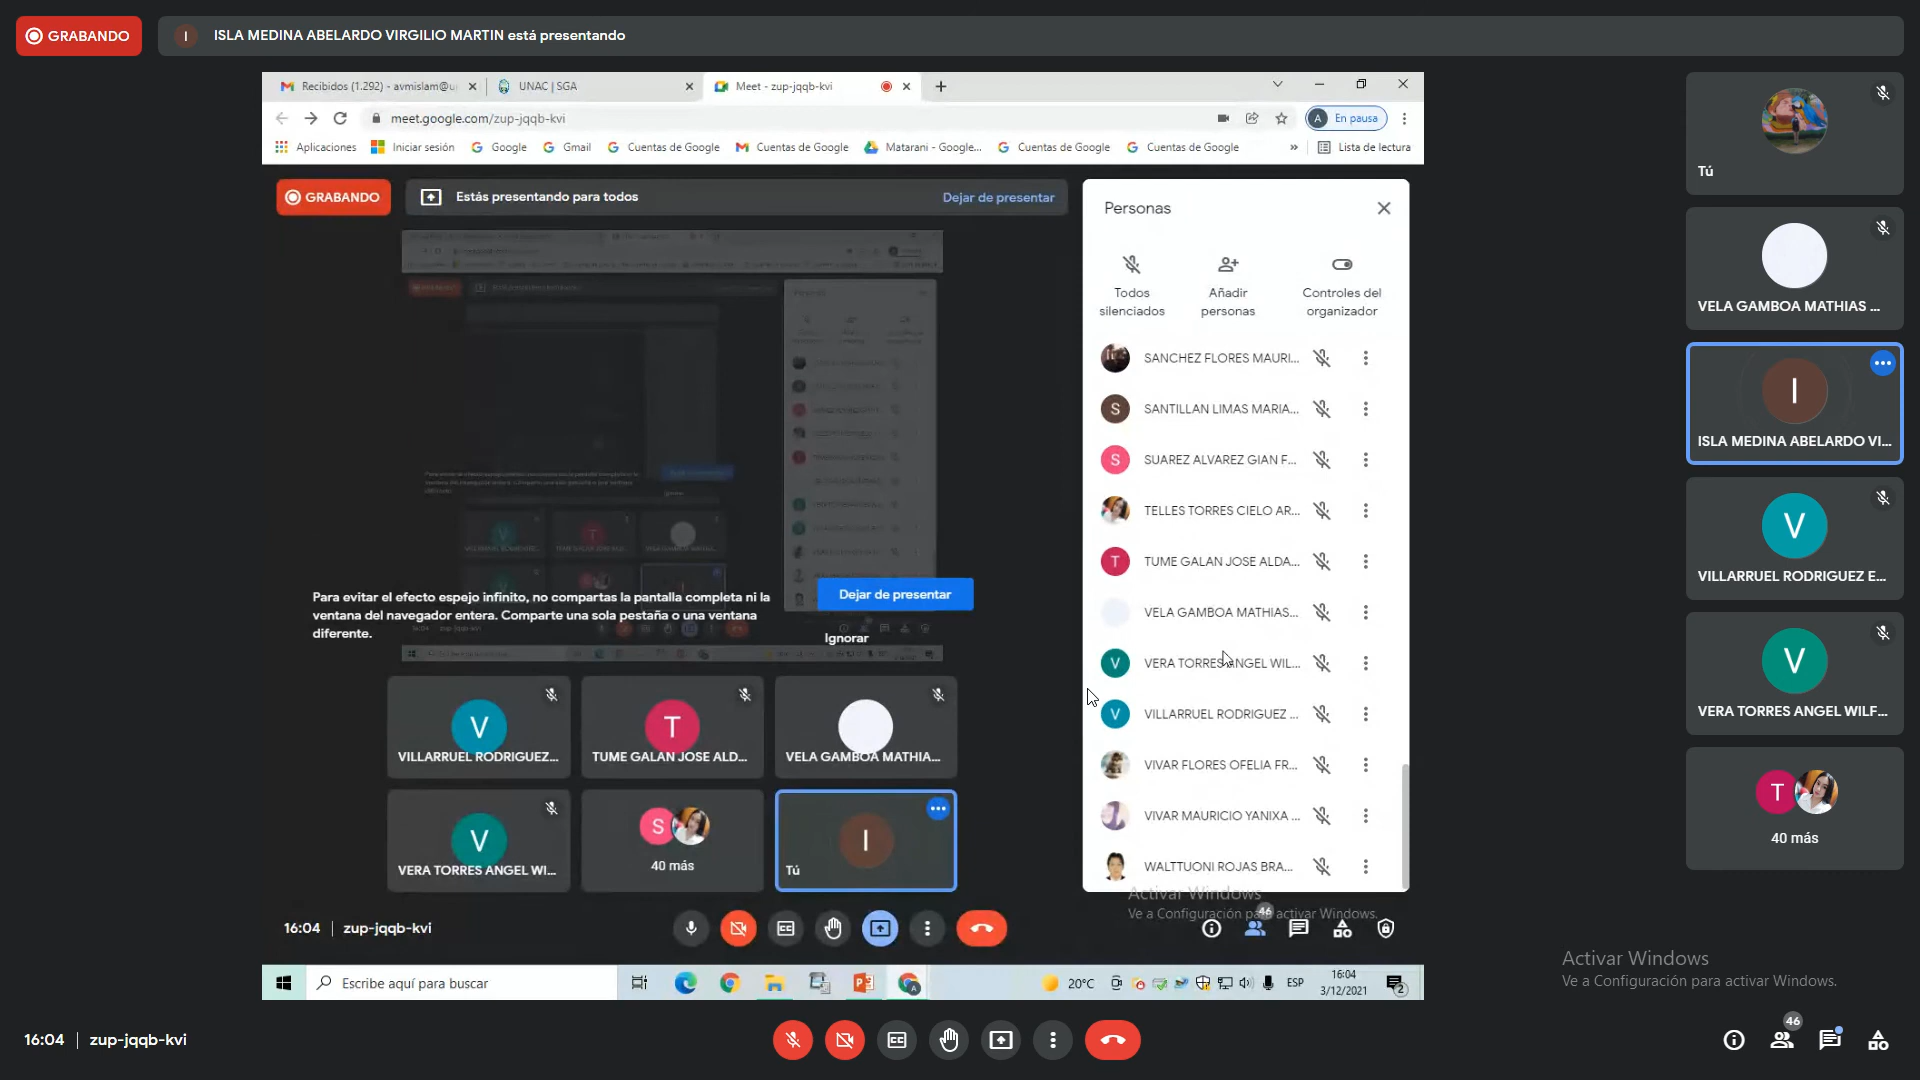 GRABANDO
I
ISLA MEDINA ABELARDO VIRGILIO MARTIN está presentando
Recibidos (1.292) - avmislam@u
UNAC | SGA
Meet - zup-jqqb-kvi
meet.google.com/zup-jqqb-kvi
A
En pausa
Aplicaciones
Iniciar sesión
Google
Gmail
Cuentas de Google
Cuentas de Google
Matarani - Google...
Cuentas de Google
Cuentas de Google
»
Lista de lectura
GRABANDO
Estás presentando para todos
Dejar de presentar
Para evitar el efecto espejo infinito, no compartas la pantalla completa ni la
ventana del navegador entera. Comparte una sola pestaña o una ventana
diferente.
Dejar de presentar
Ignorar
V
VILLARRUEL RODRIGUEZ...
T
TUME GALAN JOSE ALD...
VELA GAMBOA MATHIA...
V
VERA TORRES ANGEL WI...
S
40 más
I
Tú
Personas
Todos
silenciados
Añadir
personas
Controles del
organizador
SANCHEZ FLORES MAURI...
S
SANTILLAN LIMAS MARIA...
S
SUAREZ ALVAREZ GIAN F...
TELLES TORRES CIELO AR...
T
TUME GALAN JOSE ALDA...
VELA GAMBOA MATHIAS...
V
VERA TORRES ANGEL WIL...
V
VILLARRUEL RODRIGUEZ ...
VIVAR FLORES OFELIA FR...
VIVAR MAURICIO YANIXA ...
WALTTUONI ROJAS BRA...
Activar Windows
Ve a Configuración para activar Windows.
16:04
zup-jqqb-kvi
46
Escribe aquí para buscar
20°C
ESP
16:04
3/12/2021
2
Tú
VELA GAMBOA MATHIAS ...
I
ISLA MEDINA ABELARDO VI...
V
VILLARRUEL RODRIGUEZ E...
V
VERA TORRES ANGEL WILF...
T
40 más
Activar Windows
Ve a Configuración para activar Windows.
16:04
zup-jqqb-kvi
46